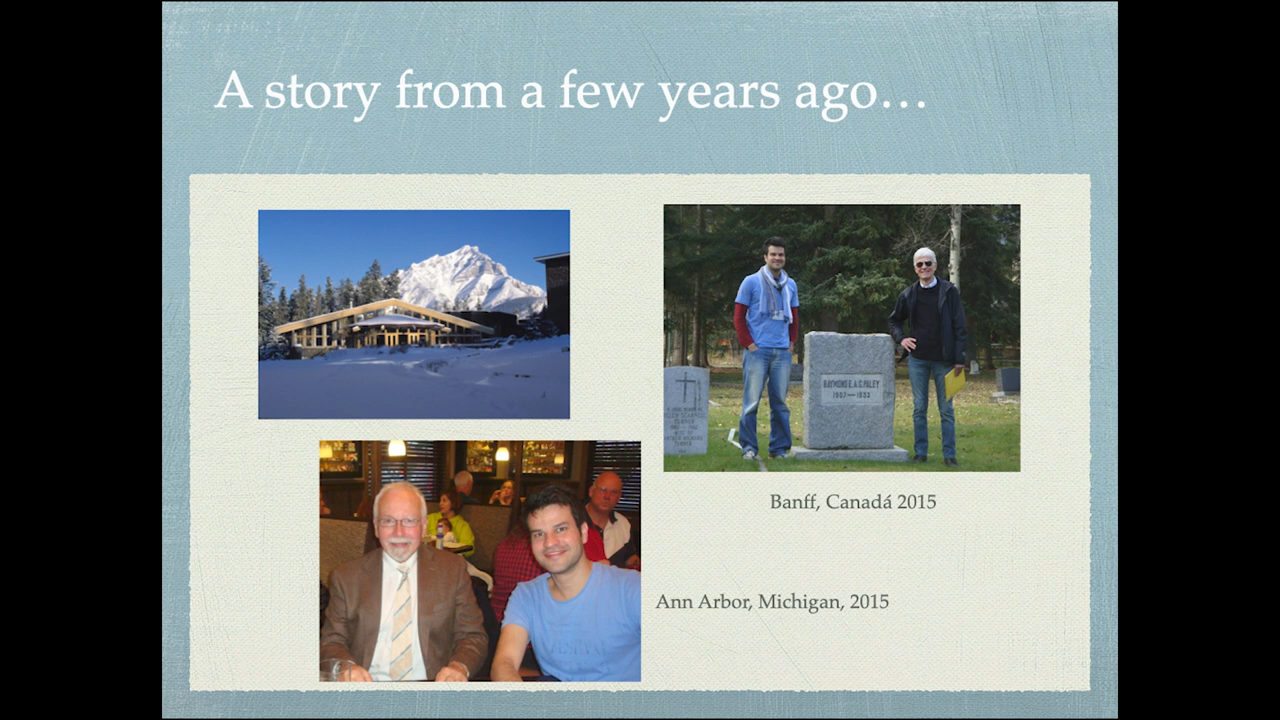 A story from a few years ago…
RAYMOND E.A.C. PALEY
1907—1933
Banff, Canadá 2015
Ann Arbor, Michigan, 2015